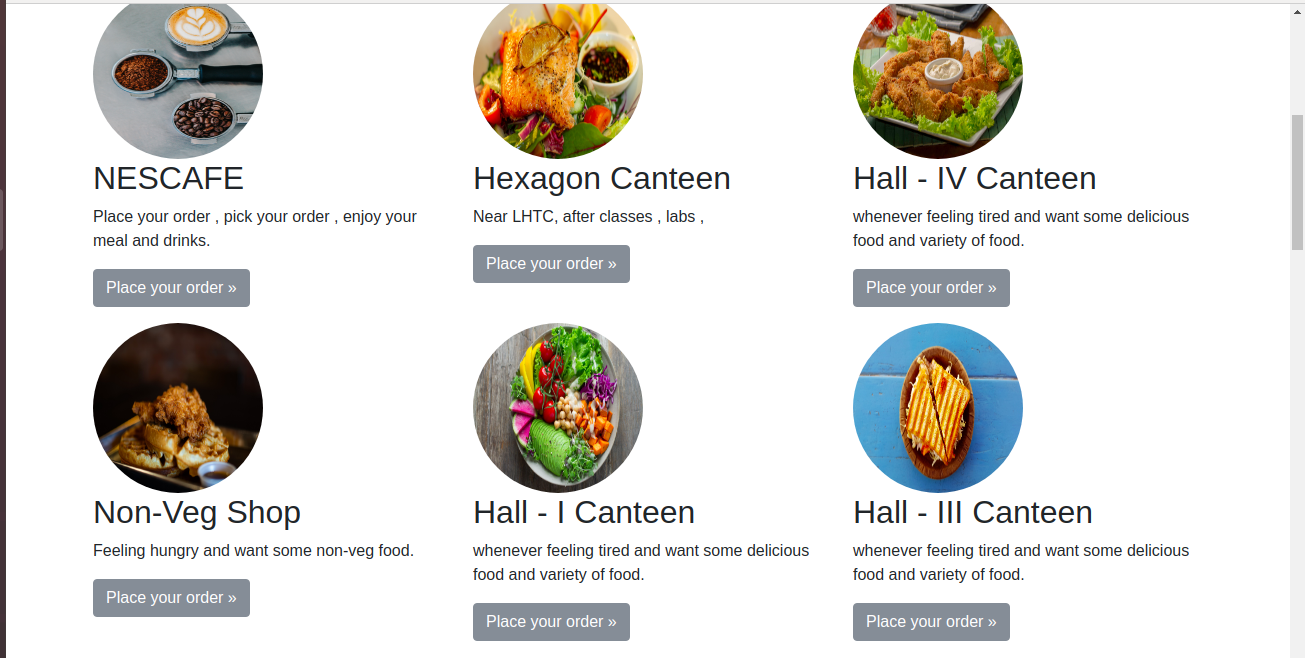 NESCAFE
Place your order , pick your order , enjoy your
meal and drinks.
Place your order »
Hexagon Canteen
Near LHTC, after classes , labs ,
Place your order »
Hall - IV Canteen
whenever feeling tired and want some delicious
food and variety of food.
Place your order »
Non-Veg Shop
Feeling hungry and want some non-veg food.
Place your order »
Hall - I Canteen
whenever feeling tired and want some delicious
food and variety of food.
Place your order »
Hall - III Canteen
whenever feeling tired and want some delicious
food and variety of food.
Place your order »